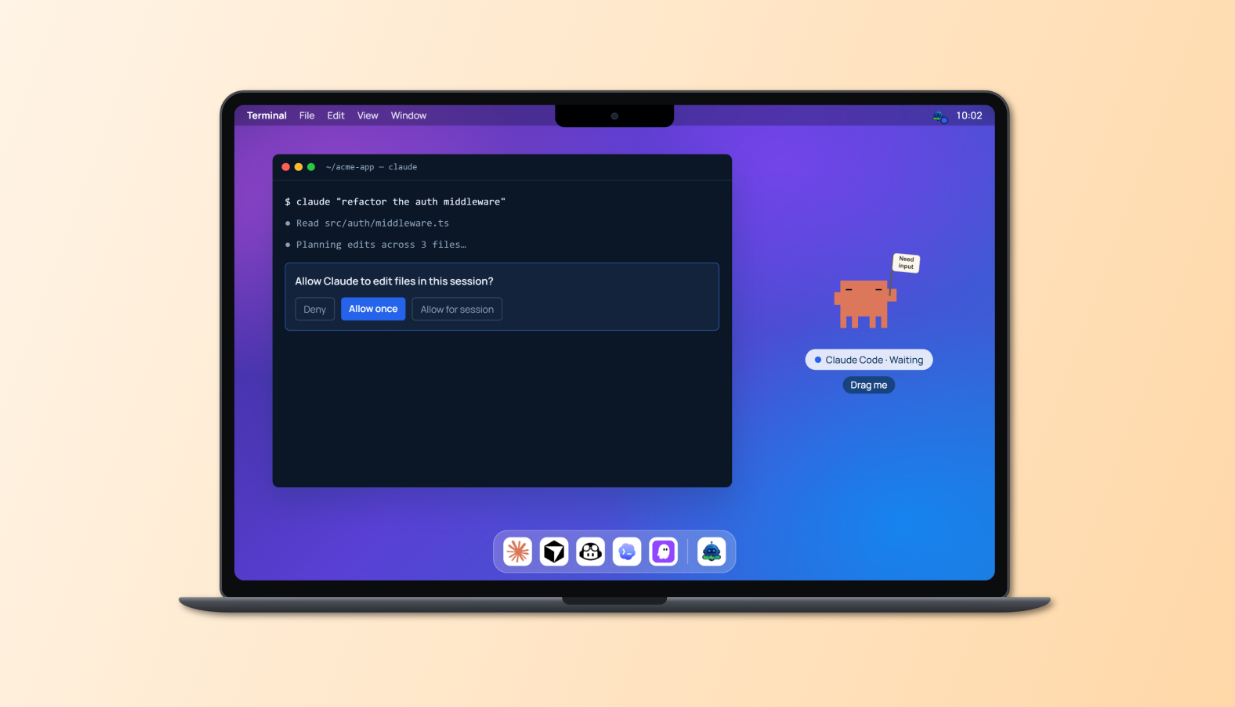 Terminal File Edit View Window
10:02
~/acme-app — claude
$ claude "refactor the auth middleware"
● Read src/auth/middleware.ts
● Planning edits across 3 files…
Allow Claude to edit files in this session?
Deny
Allow once
Allow for session
Need
input
Claude Code · Waiting
Drag me